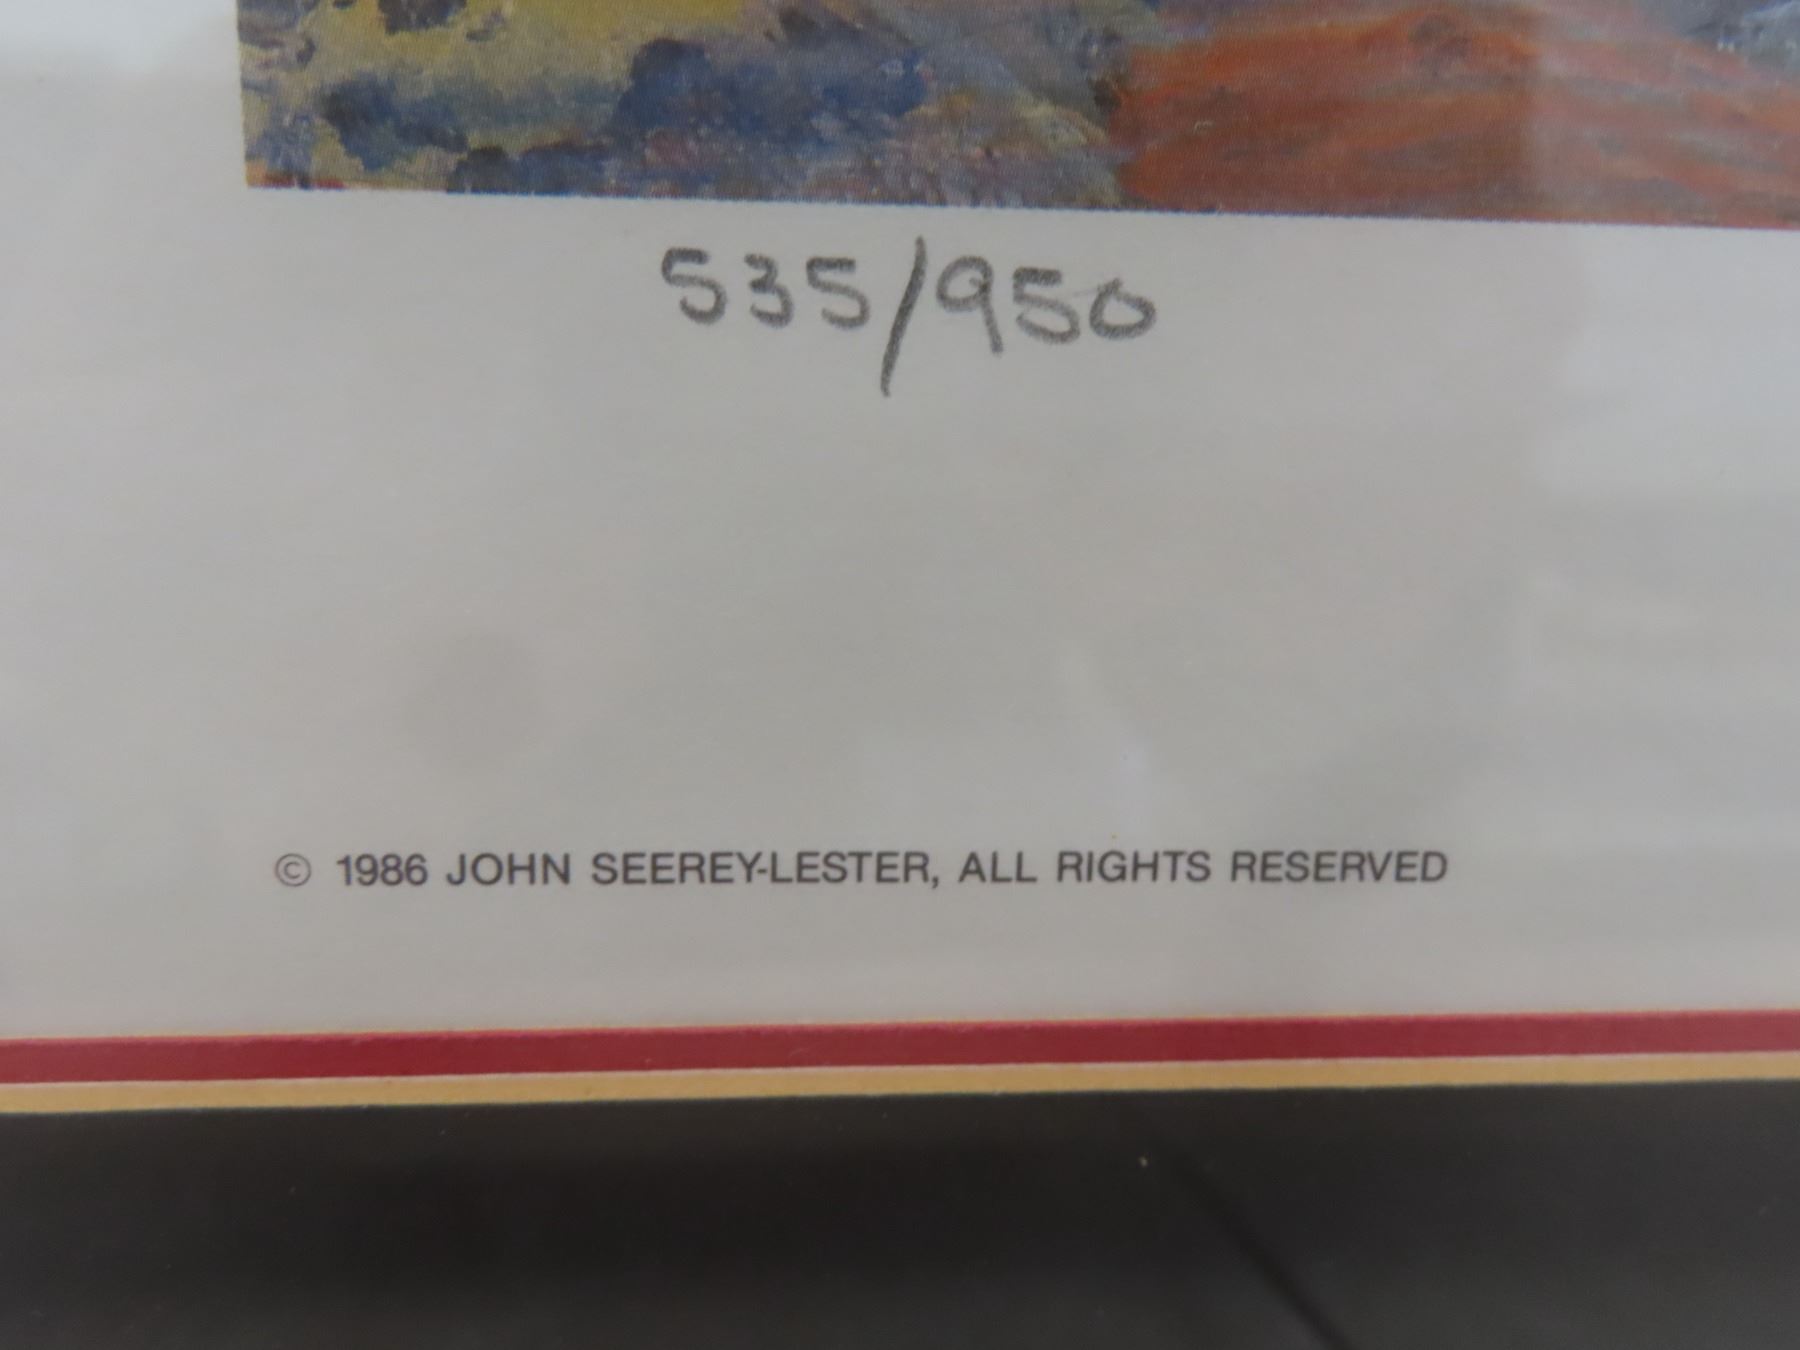 535/950
© 1986 JOHN SEEREY-LESTER, ALL RIGHTS RESERVED